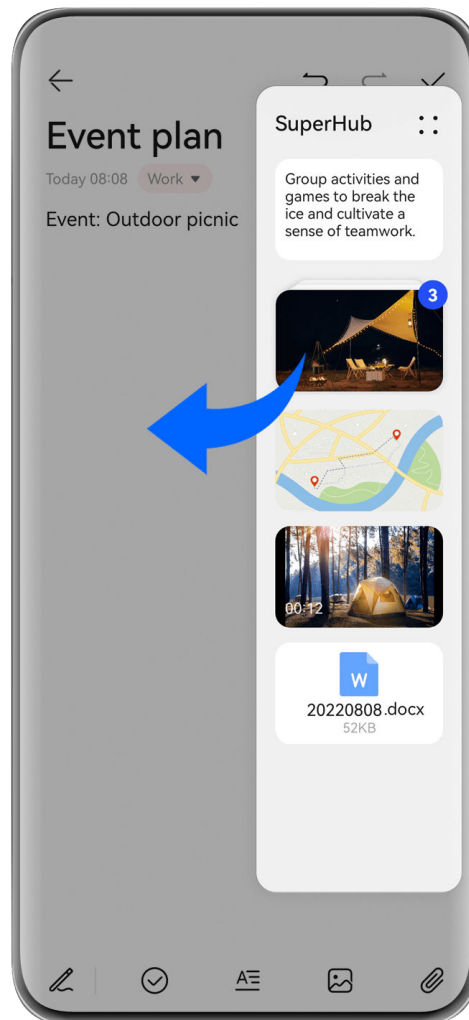 Event plan
Today 08:08 Work
Event: Outdoor picnic
SuperHub
Group activities and
games to break the
ice and cultivate a
sense of teamwork.
3
00:12
W
20220808.docx
52KB
A